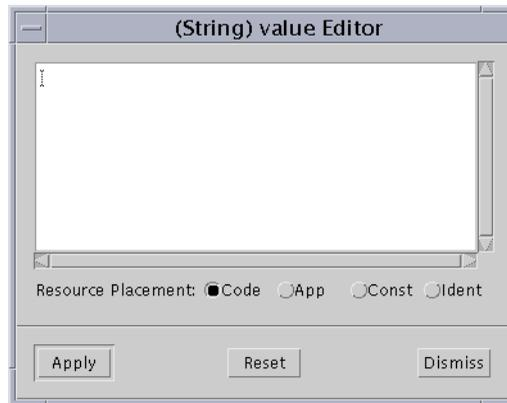 (String) value Editor
Resource Placement: Code App Const Ident
Apply Reset Dismiss